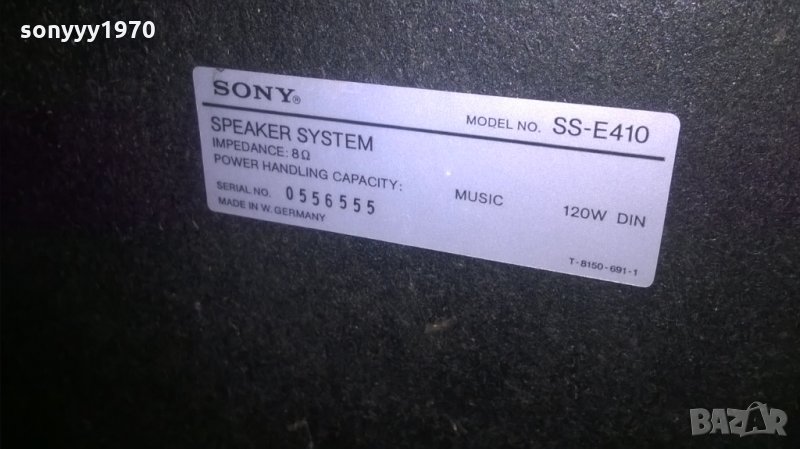 sonyyy1970
SONY®
MODEL NO. SS-E410
SPEAKER SYSTEM
IMPEDANCE: 8Ω
POWER HANDLING CAPACITY:
MUSIC 120W DIN
SERIAL NO. 0556555
MADE IN W. GERMANY
T-8150-691-1
BAZAR